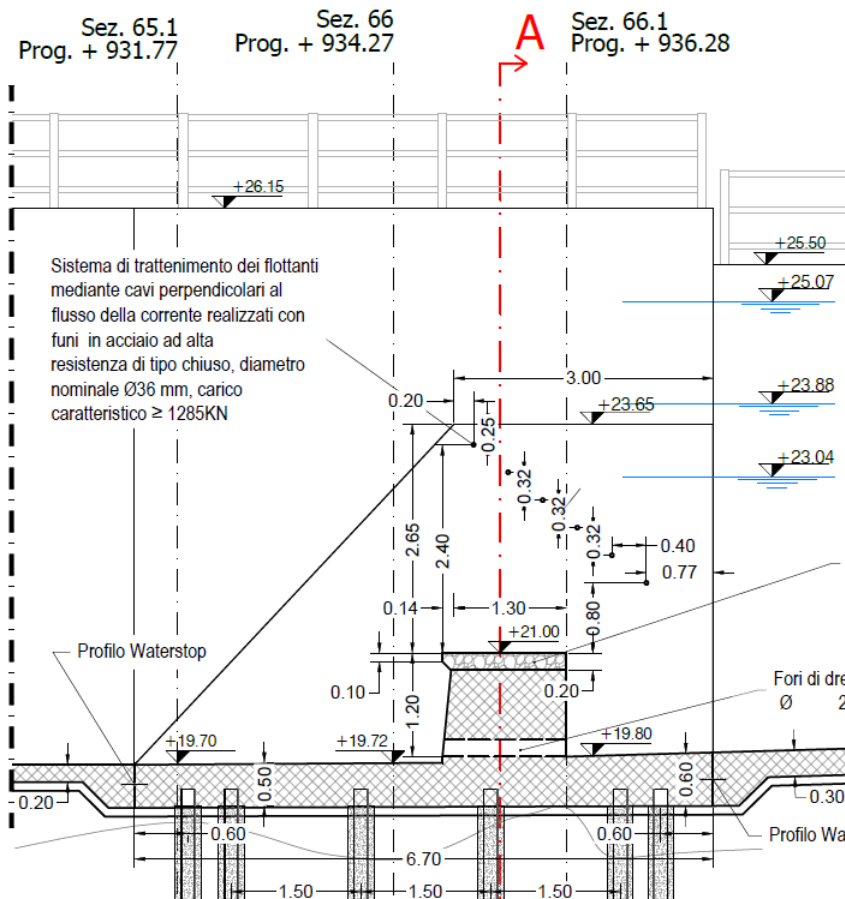 Sez. 65.1
Prog. + 931.77
Sez. 66
Prog. + 934.27
A
Sez. 66.1
Prog. + 936.28
+26.15
+25.50
+25.07
Sistema di trattenimento dei flottanti
mediante cavi perpendicolari al
flusso della corrente realizzati con
funi in acciaio ad alta
resistenza di tipo chiuso, diametro
nominale Ø36 mm, carico
caratteristico ≥ 1285KN
3.00
+23.88
0.20
+23.65
0.25
+23.04
0.32
0.32
0.32
2.65
2.40
0.40
0.77
0.14
1.30
0.80
+21.00
Profilo Waterstop
0.10
1.20
0.20
Fori di dre
Ø 2
+19.70
+19.72
+19.80
0.20
0.50
0.60
0.30
0.60
0.60
Profilo Wa
6.70
1.50
1.50
1.50